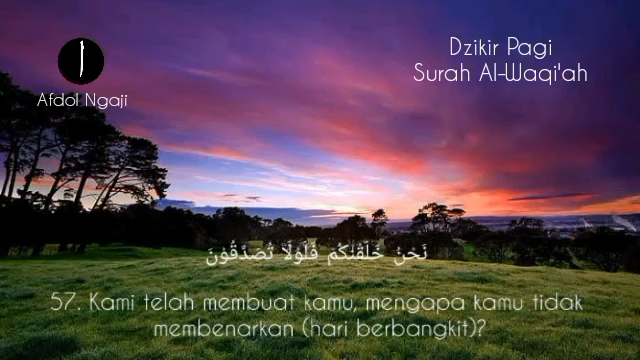 ا
Afdol Ngaji
Dzikir Pagi
Surah Al-Waqi'ah
نَحْنُ خَلَقْنٰكُمْ فَلَوْلَا تُصَدِّقُوْنَ
57. Kami telah membuat kamu, mengapa kamu tidak
membenarkan (hari berbangkit)?